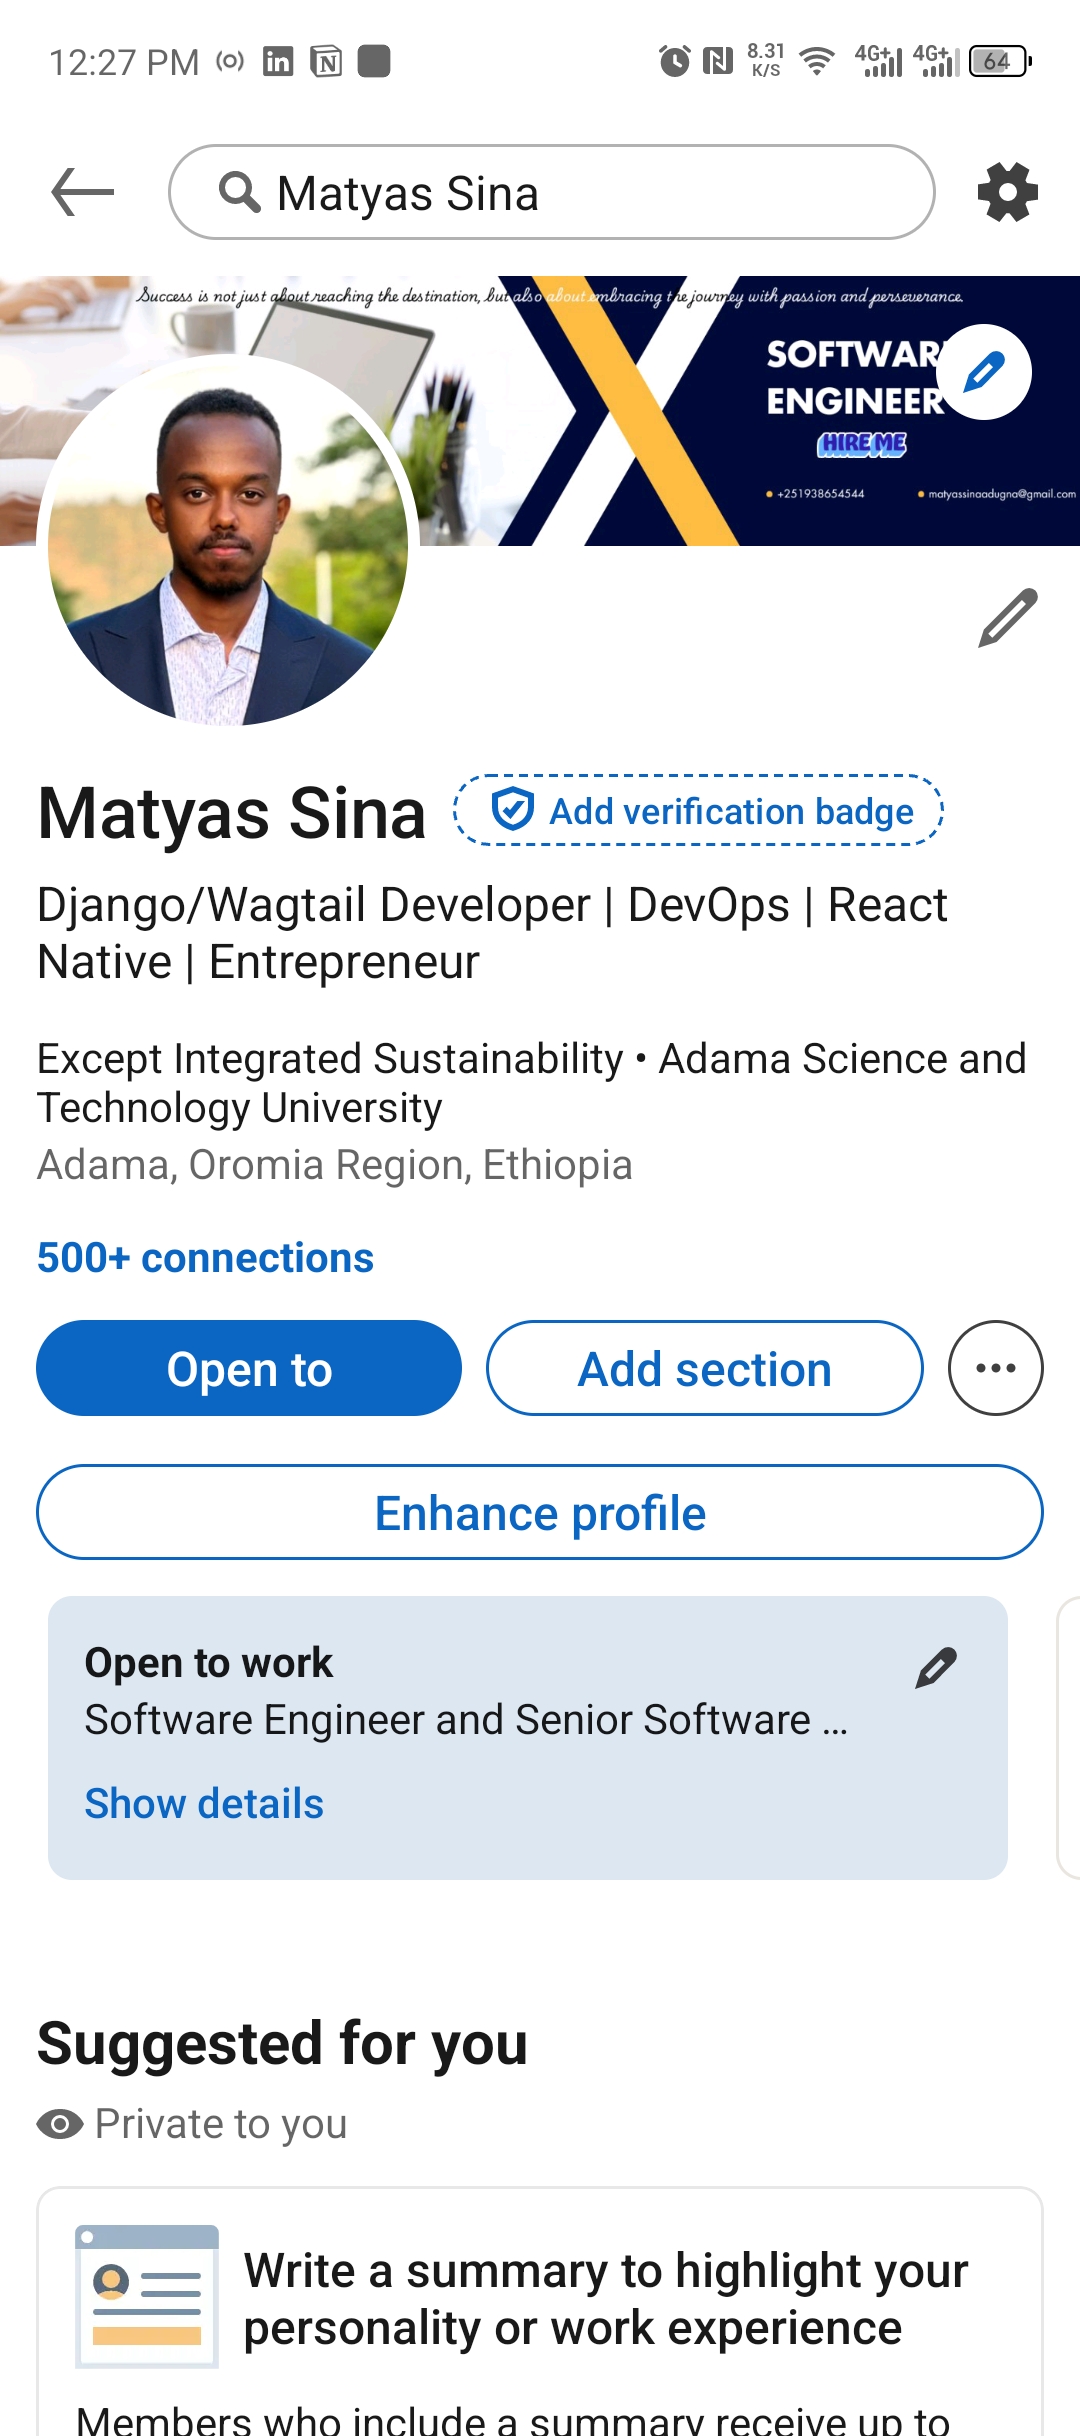 12:27 PM
8.31
K/S
4G+
4G+
64
Matyas Sina
Success is not just about reaching the destination, but also about embracing the journey with passion and perseverance.
SOFTWAR
ENGINEER
HIRE ME
+251938654544
matyassinaadugna@gmail.com
Matyas Sina
Add verification badge
Django/Wagtail Developer | DevOps | React
Native | Entrepreneur
Except Integrated Sustainability • Adama Science and
Technology University
Adama, Oromia Region, Ethiopia
500+ connections
Open to
Add section
Enhance profile
Open to work
Software Engineer and Senior Software ...
Show details
Suggested for you
Private to you
Write a summary to highlight your
personality or work experience
Members who include a summary receive up to